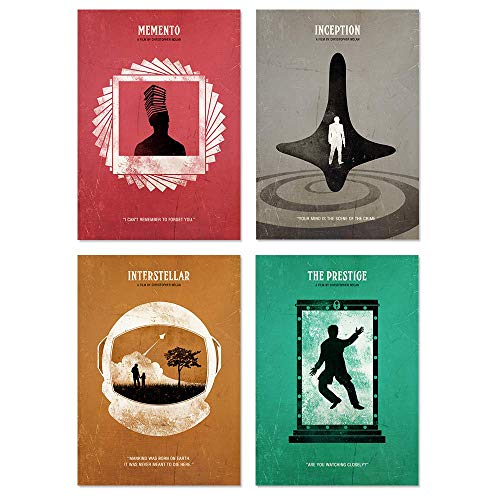 MEMENTO
A FILM BY CHRISTOPHER NOLAN
"I CAN'T REMEMBER TO FORGET YOU."
INCEPTION
A FILM BY CHRISTOPHER NOLAN
"YOUR MIND IS THE SCENE OF THE CRIME.
INTERSTELLAR
A FILM BY CHRISTOPHER NOLAN
"MANKIND WAS BORN ON EARTH.
IT WAS NEVER MEANT TO DIE HERE."
THE PRESTIGE
A FILM BY CHRISTOPHER NOLAN
"ARE YOU WATCHING CLOSELY?"